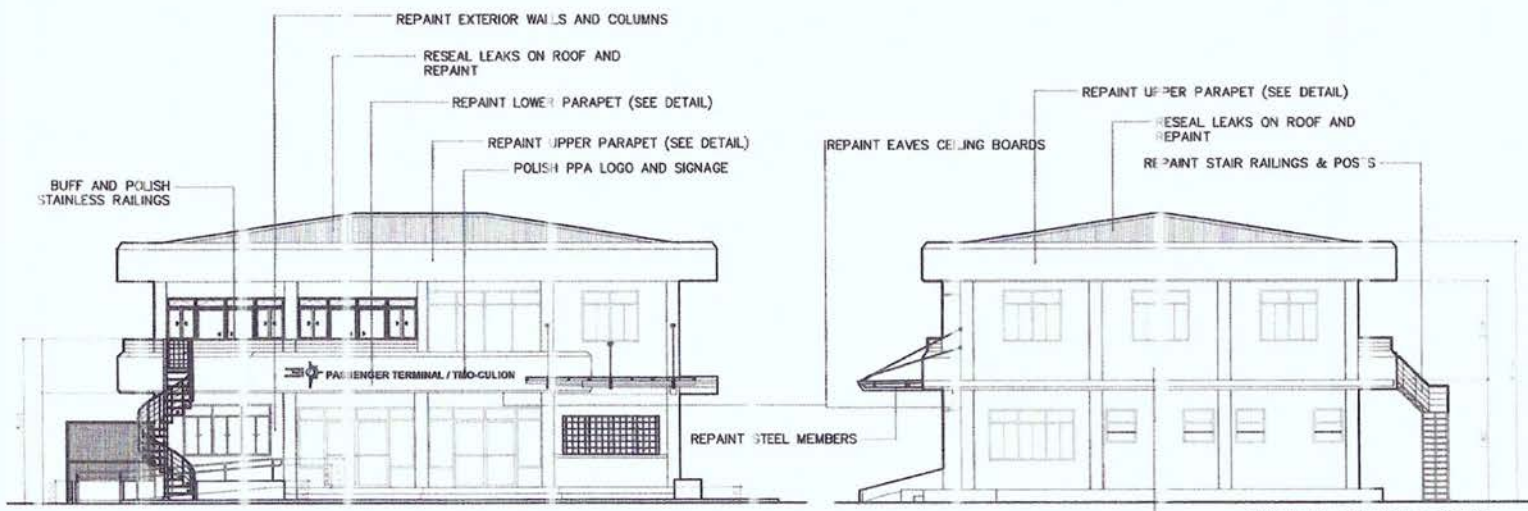 REPAINT EXTERIOR WALLS AND COLUMNS
RESEAL LEAKS ON ROOF AND
REPAINT
REPAINT LOWER PARAPET (SEE DETAIL)
REPAINT UPPER PARAPET (SEE DETAIL)
POLISH PPA LOGO AND SIGNAGE
BUFF AND POLISH
STAINLESS RAILINGS
PASSENGER TERMINAL / TMO-CULION
REPAINT EAVES CEILING BOARDS
REPAINT STEEL MEMBERS
REPAINT UPPER PARAPET (SEE DETAIL)
RESEAL LEAKS ON ROOF AND
REPAINT
REPAINT STAIR RAILINGS & POSTS